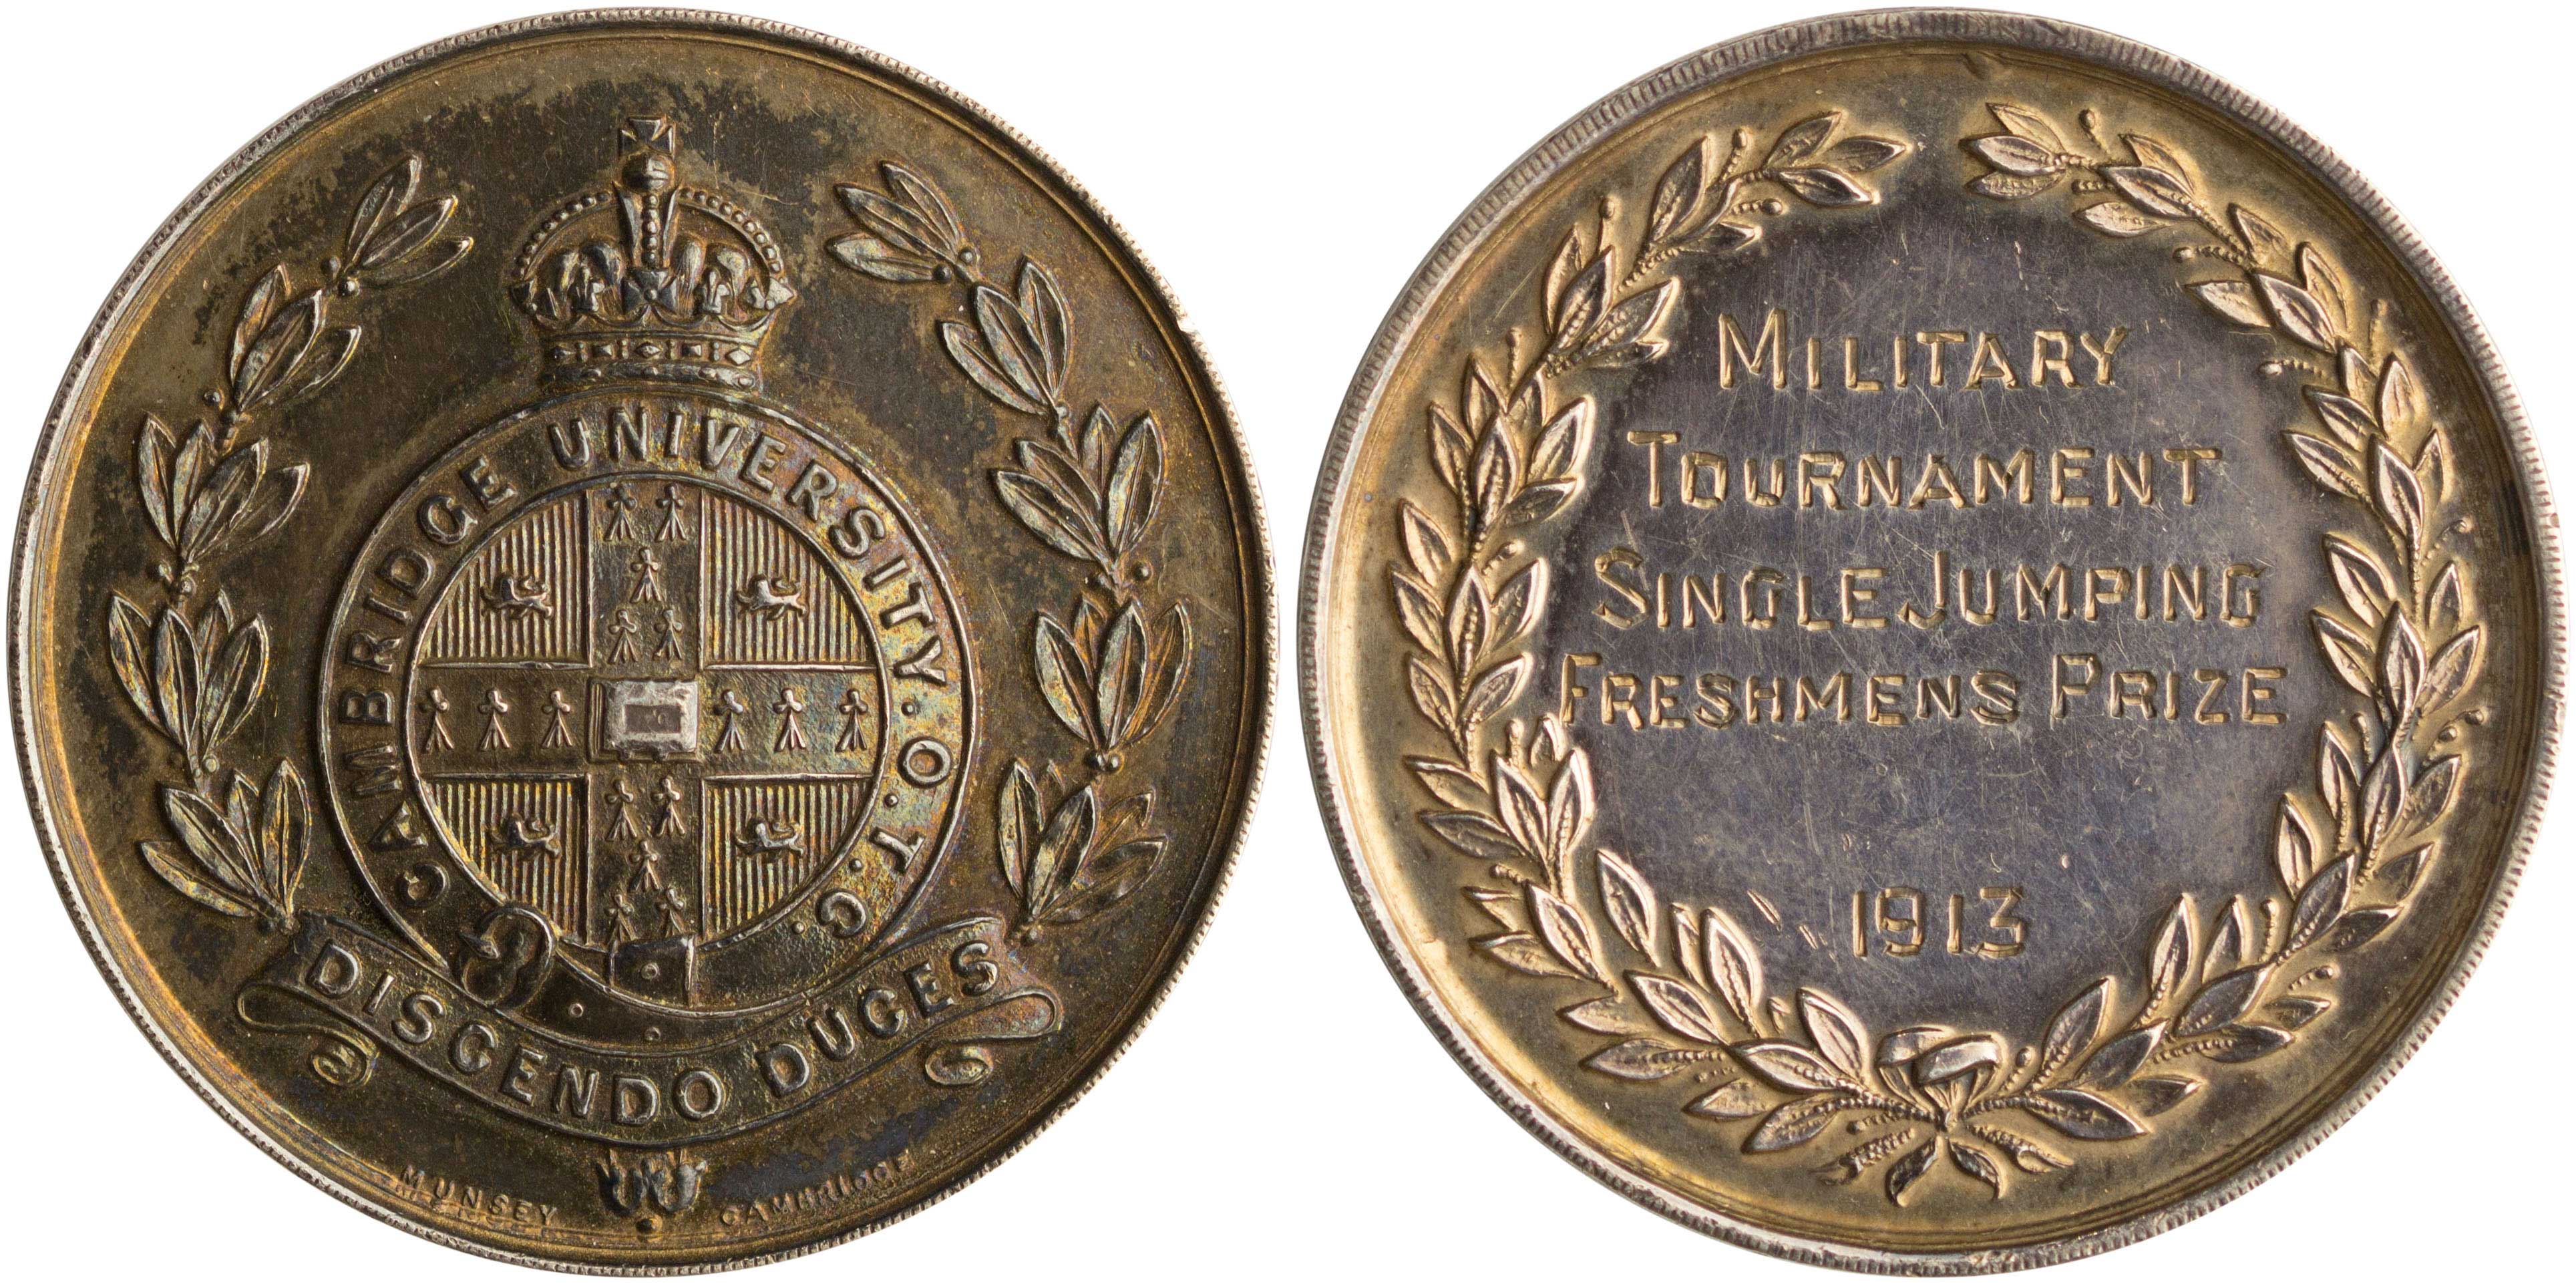 CAMBRIDGE UNIVERSITY. O. T. C.
DISCENDO DUCES
MUNSEY CAMBRIDGE
MILITARY
TOURNAMENT
SINGLE JUMPING
FRESHMENS PRIZE
1913